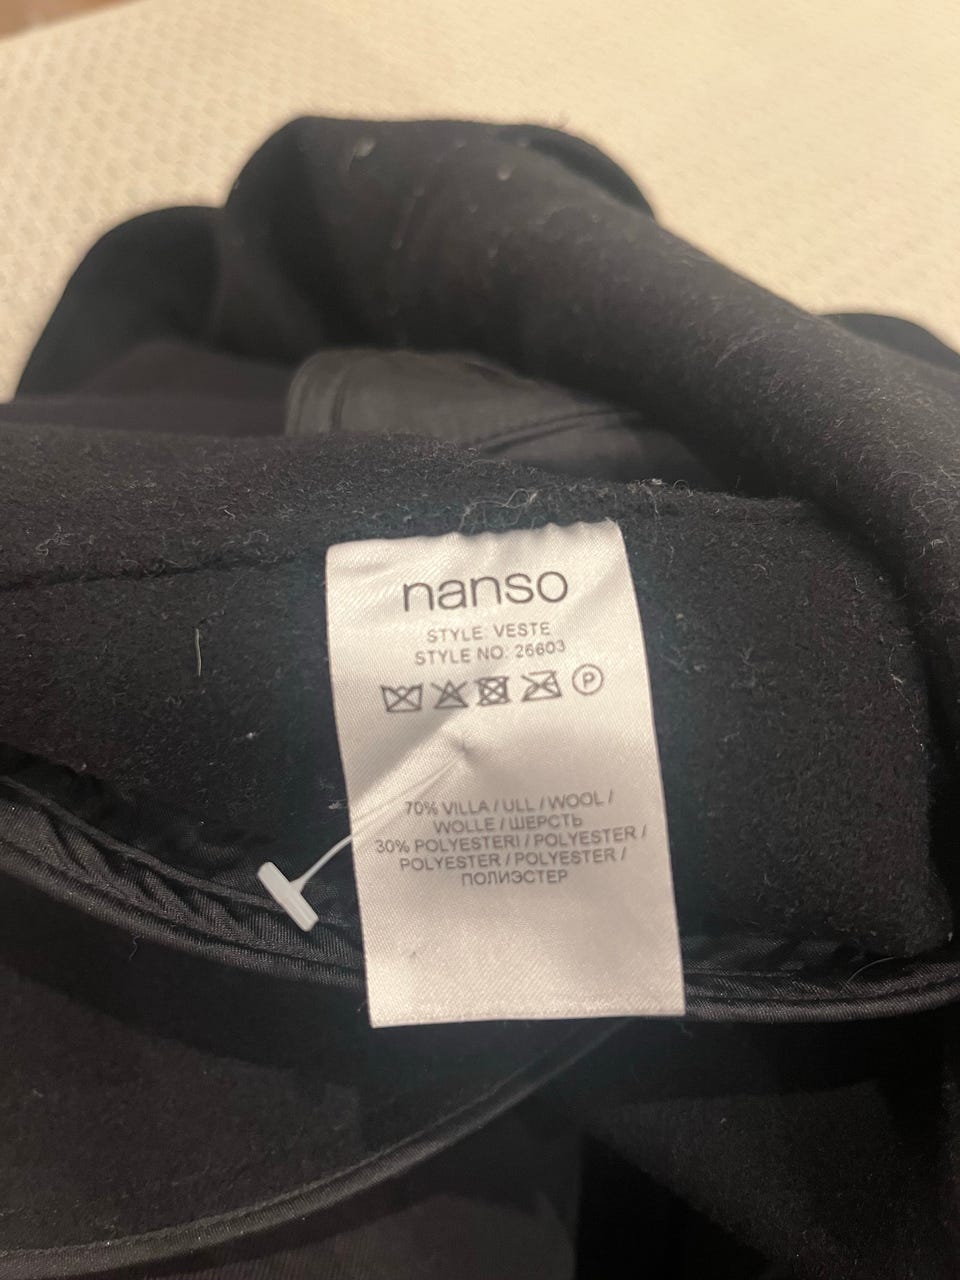 nanso
STYLE: VESTE
STYLE NO: 26603
P
70% VILLA / ULL / WOOL /
WOLLE / ШЕРСТЬ
30% POLYESTERI / POLYESTER /
POLYESTER / POLYESTER /
ПОЛИЭСТЕР